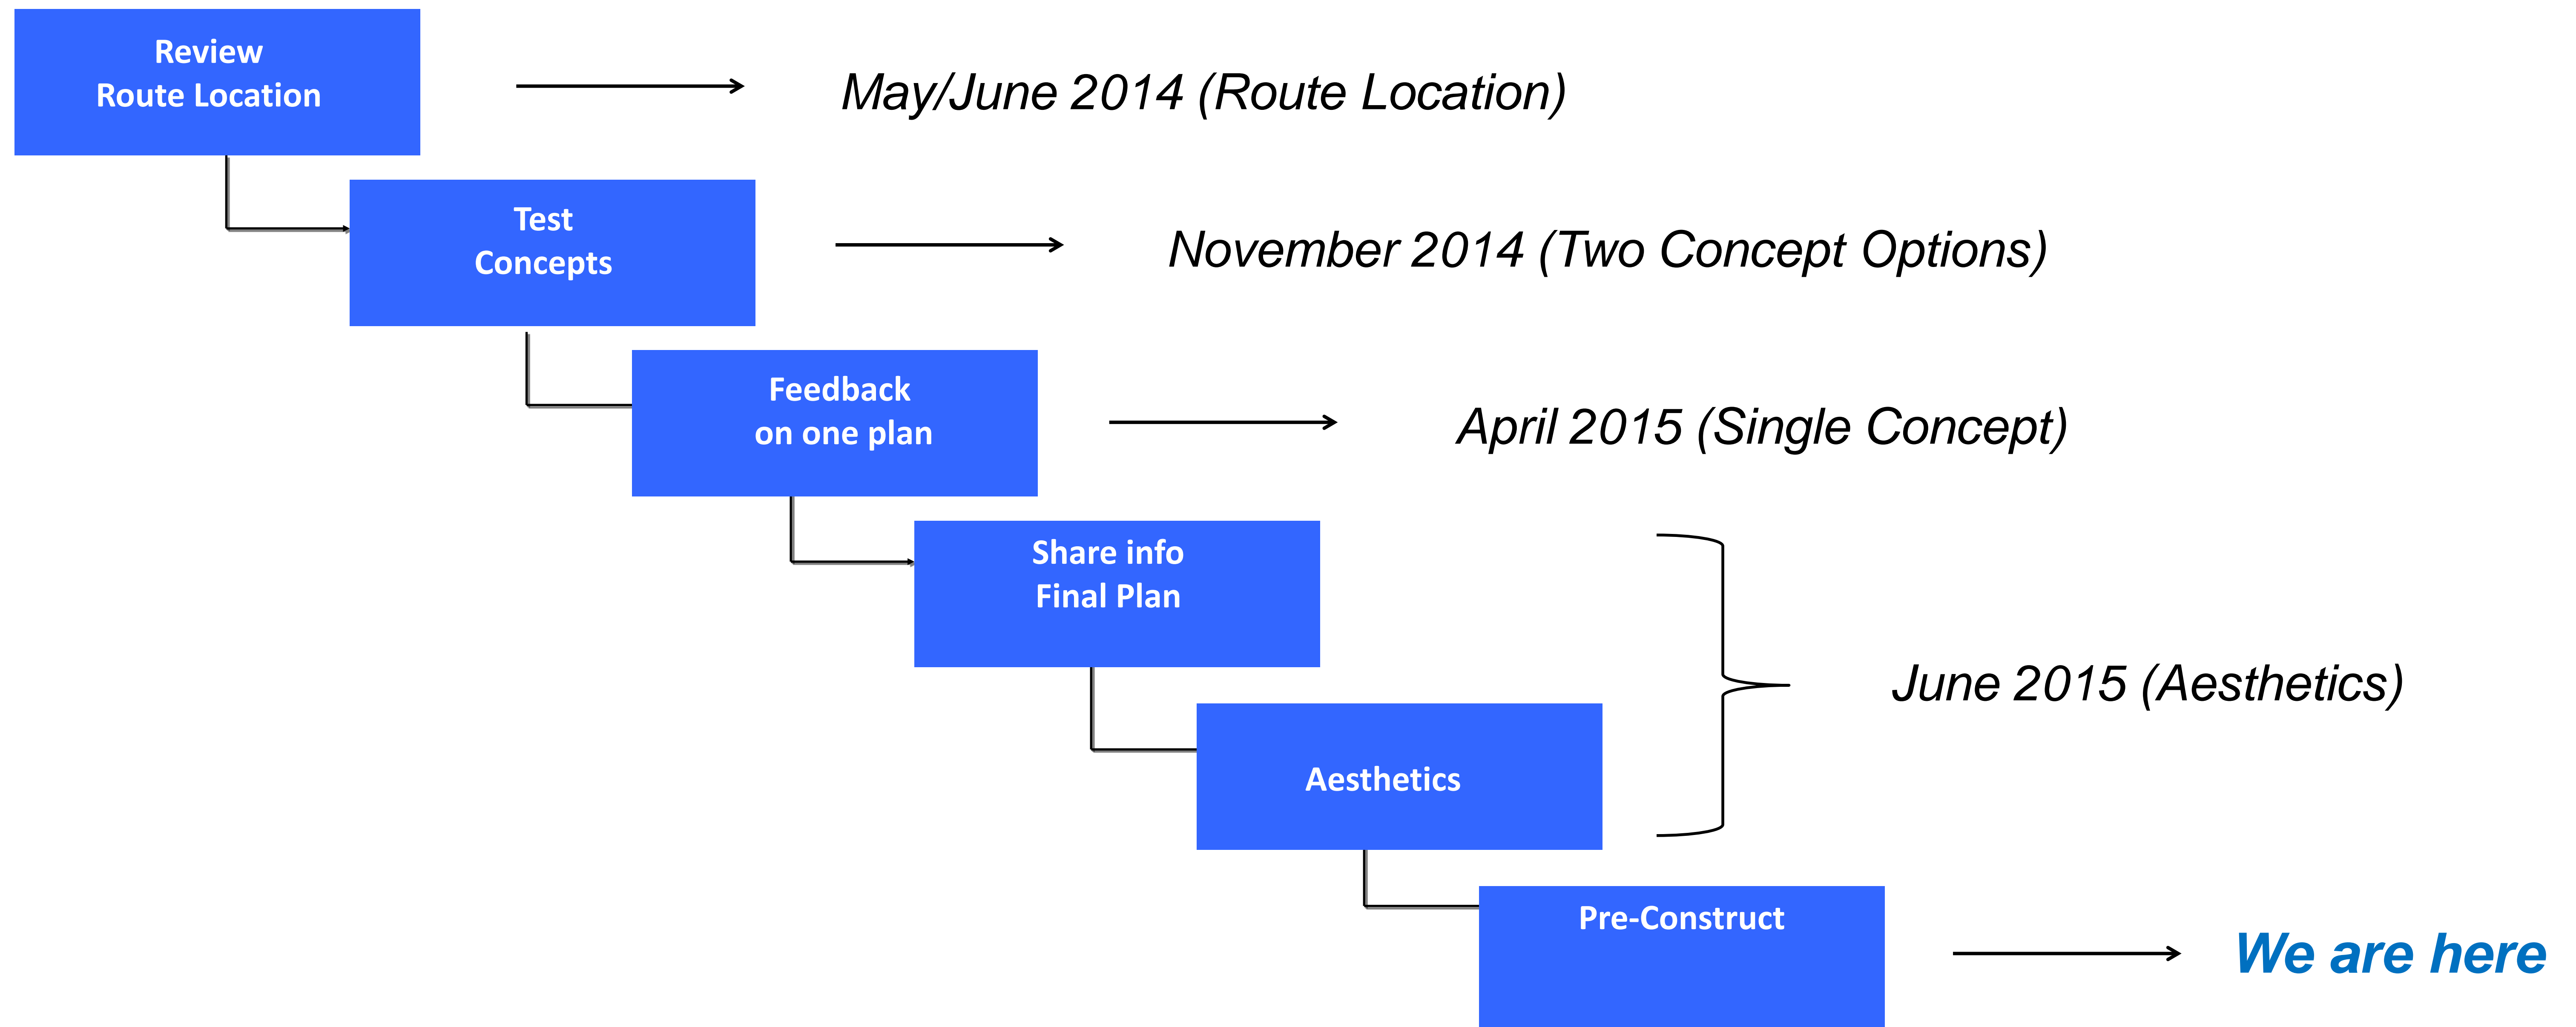 Review
Route Location
May/June 2014 (Route Location)
Test
Concepts
November 2014 (Two Concept Options)
Feedback
on one plan
April 2015 (Single Concept)
Share info
Final Plan
June 2015 (Aesthetics)
Aesthetics
Pre-Construct
We are here